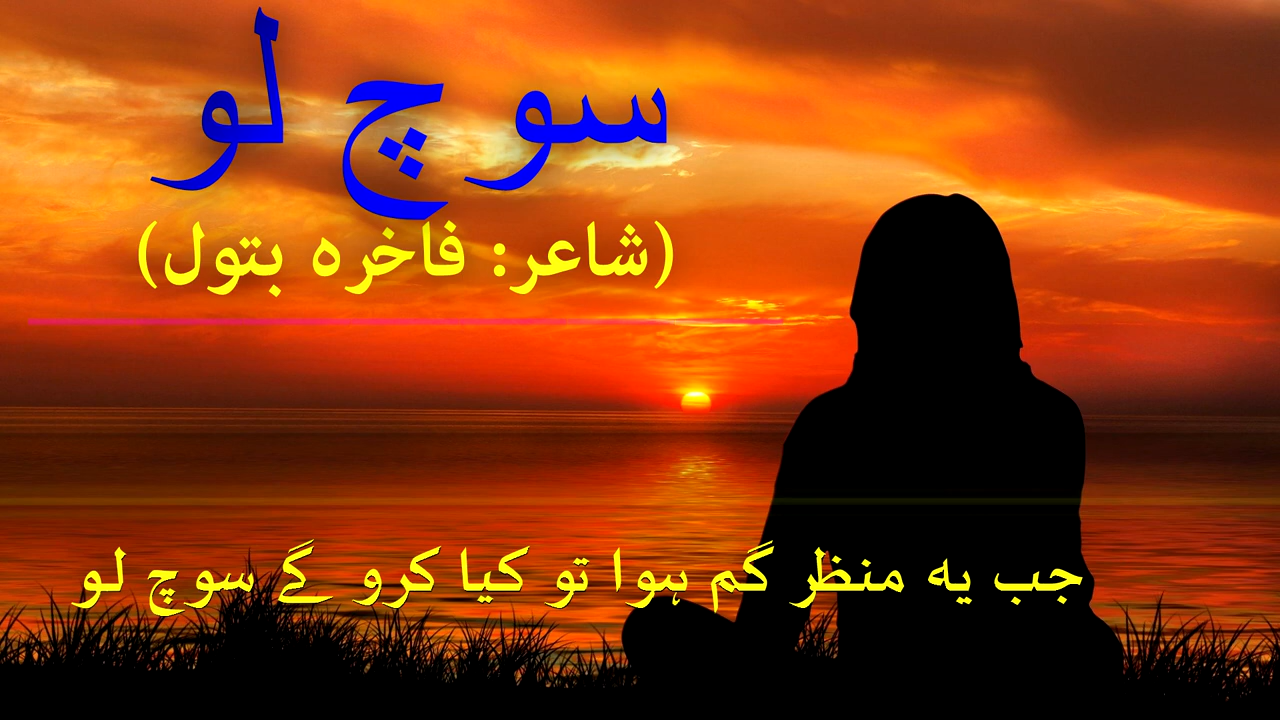 سوچ لو
(شاعر: فاخرہ بتول)
جب یہ منظر گم ہوا تو کیا کرو گے سوچ لو